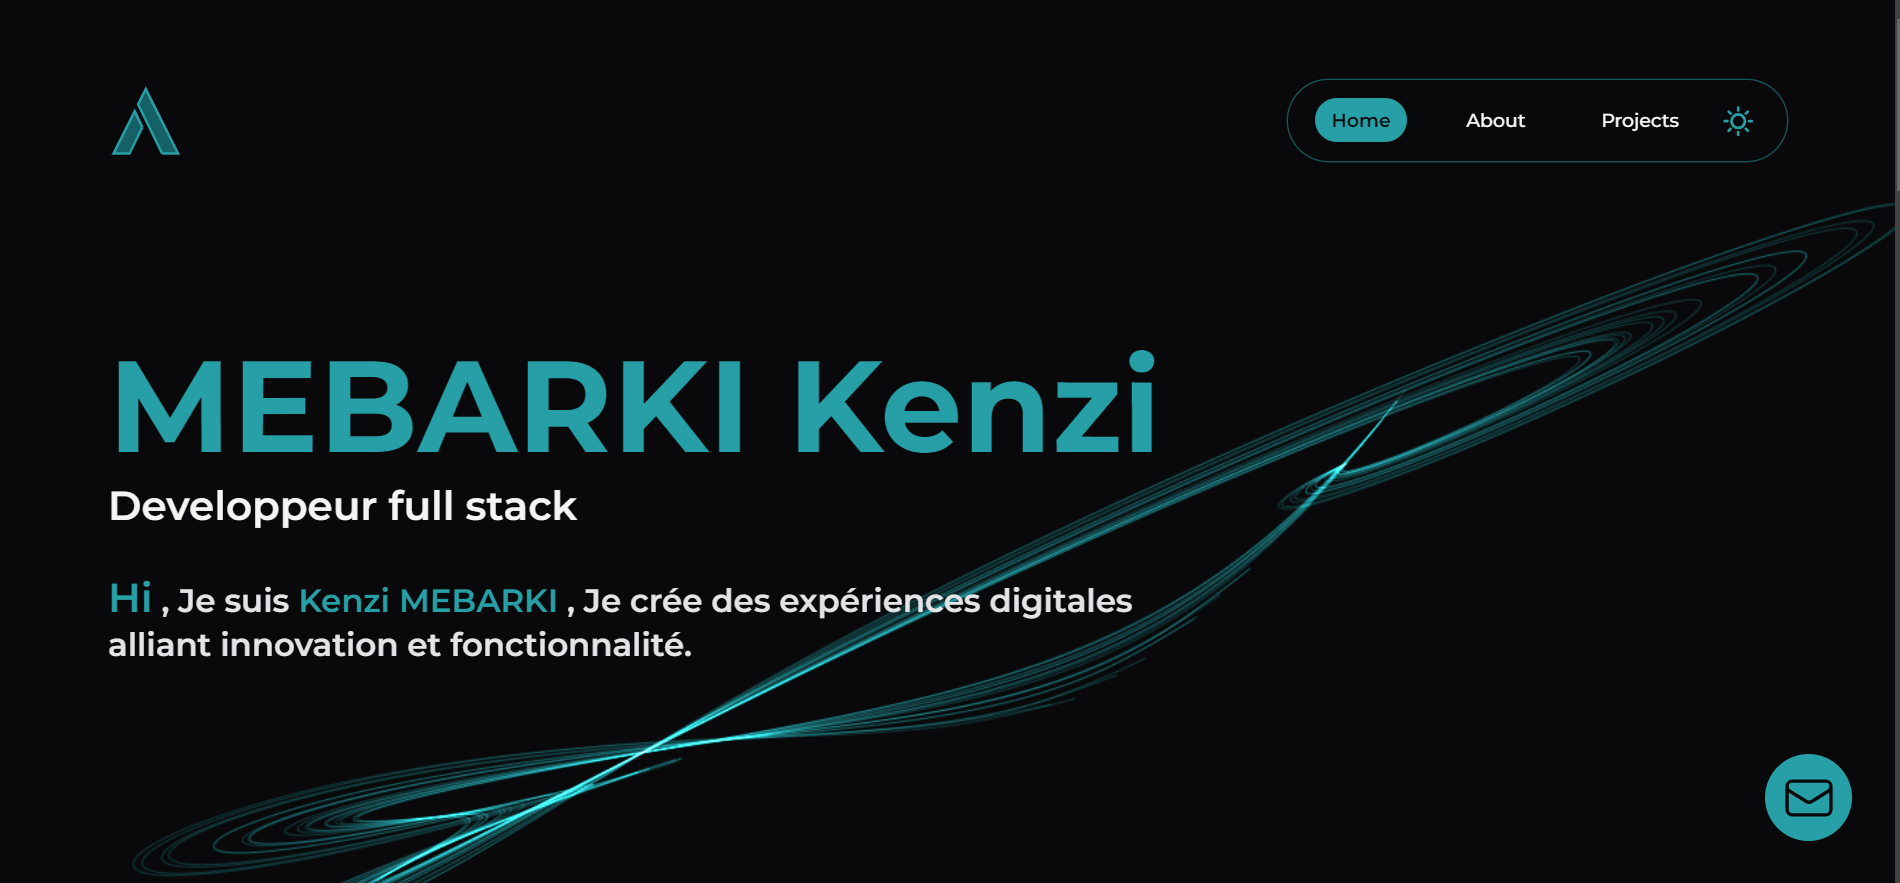 Home About Projects
MEBARKI Kenzi
Developpeur full stack
Hi , Je suis Kenzi MEBARKI , Je crée des expériences digitales
alliant innovation et fonctionnalité.